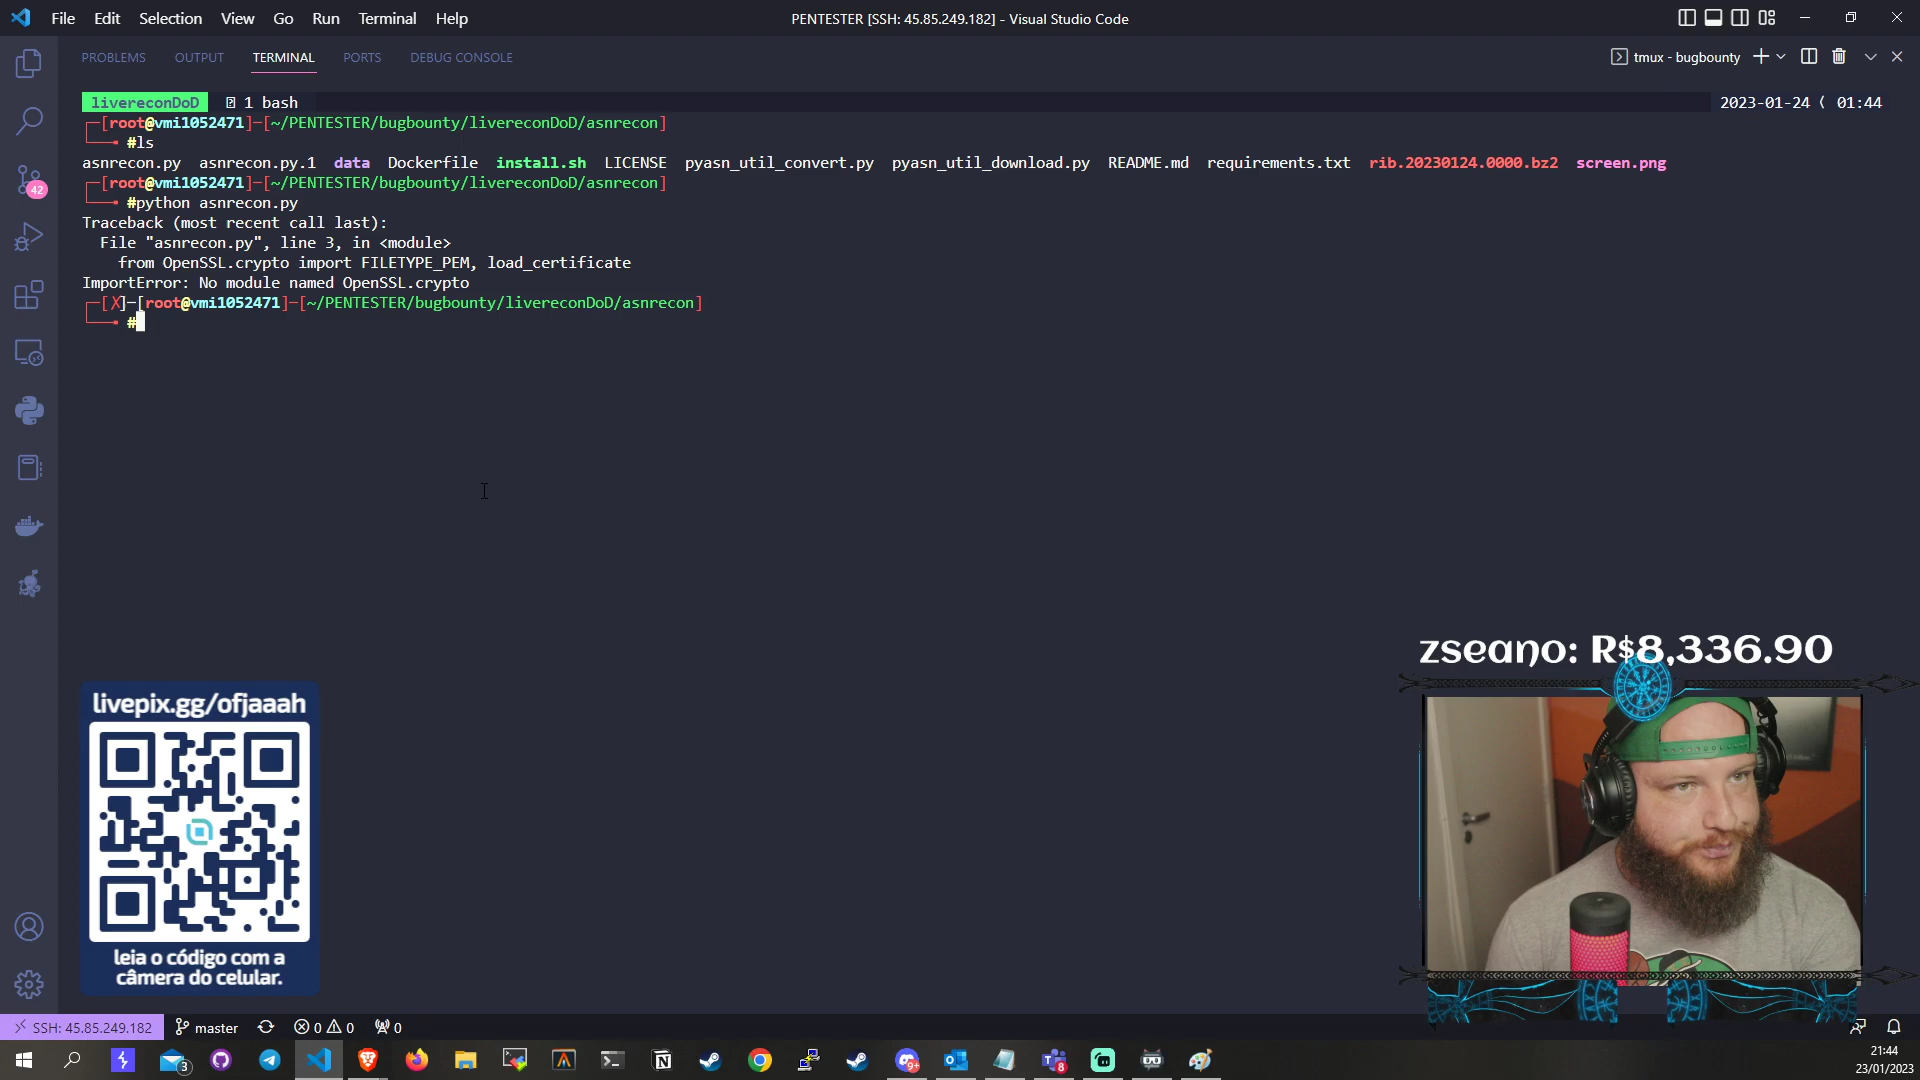 File Edit Selection View Go Run Terminal Help
PENTESTER [SSH: 45.85.249.182] - Visual Studio Code
PROBLEMS OUTPUT TERMINAL PORTS DEBUG CONSOLE
tmux - bugbounty
livereconDoD 1 bash
2023-01-24 ⟨ 01:44
[root@vmi1052471]─[~/PENTESTER/bugbounty/livereconDoD/asnrecon]
#ls
asnrecon.py asnrecon.py.1 data Dockerfile install.sh LICENSE pyasn_util_convert.py pyasn_util_download.py README.md requirements.txt rib.20230124.0000.bz2 screen.png
[root@vmi1052471]─[~/PENTESTER/bugbounty/livereconDoD/asnrecon]
#python asnrecon.py
Traceback (most recent call last):
File "asnrecon.py", line 3, in <module>
from OpenSSL.crypto import FILETYPE_PEM, load_certificate
ImportError: No module named OpenSSL.crypto
[✗]─[root@vmi1052471]─[~/PENTESTER/bugbounty/livereconDoD/asnrecon]
#
42
zseano: R$8,336.90
livepix.gg/ofjaaah
leia o código com a
câmera do celular.
SSH: 45.85.249.182 master 0 0 0
3
9+
8
21:44
23/01/2023